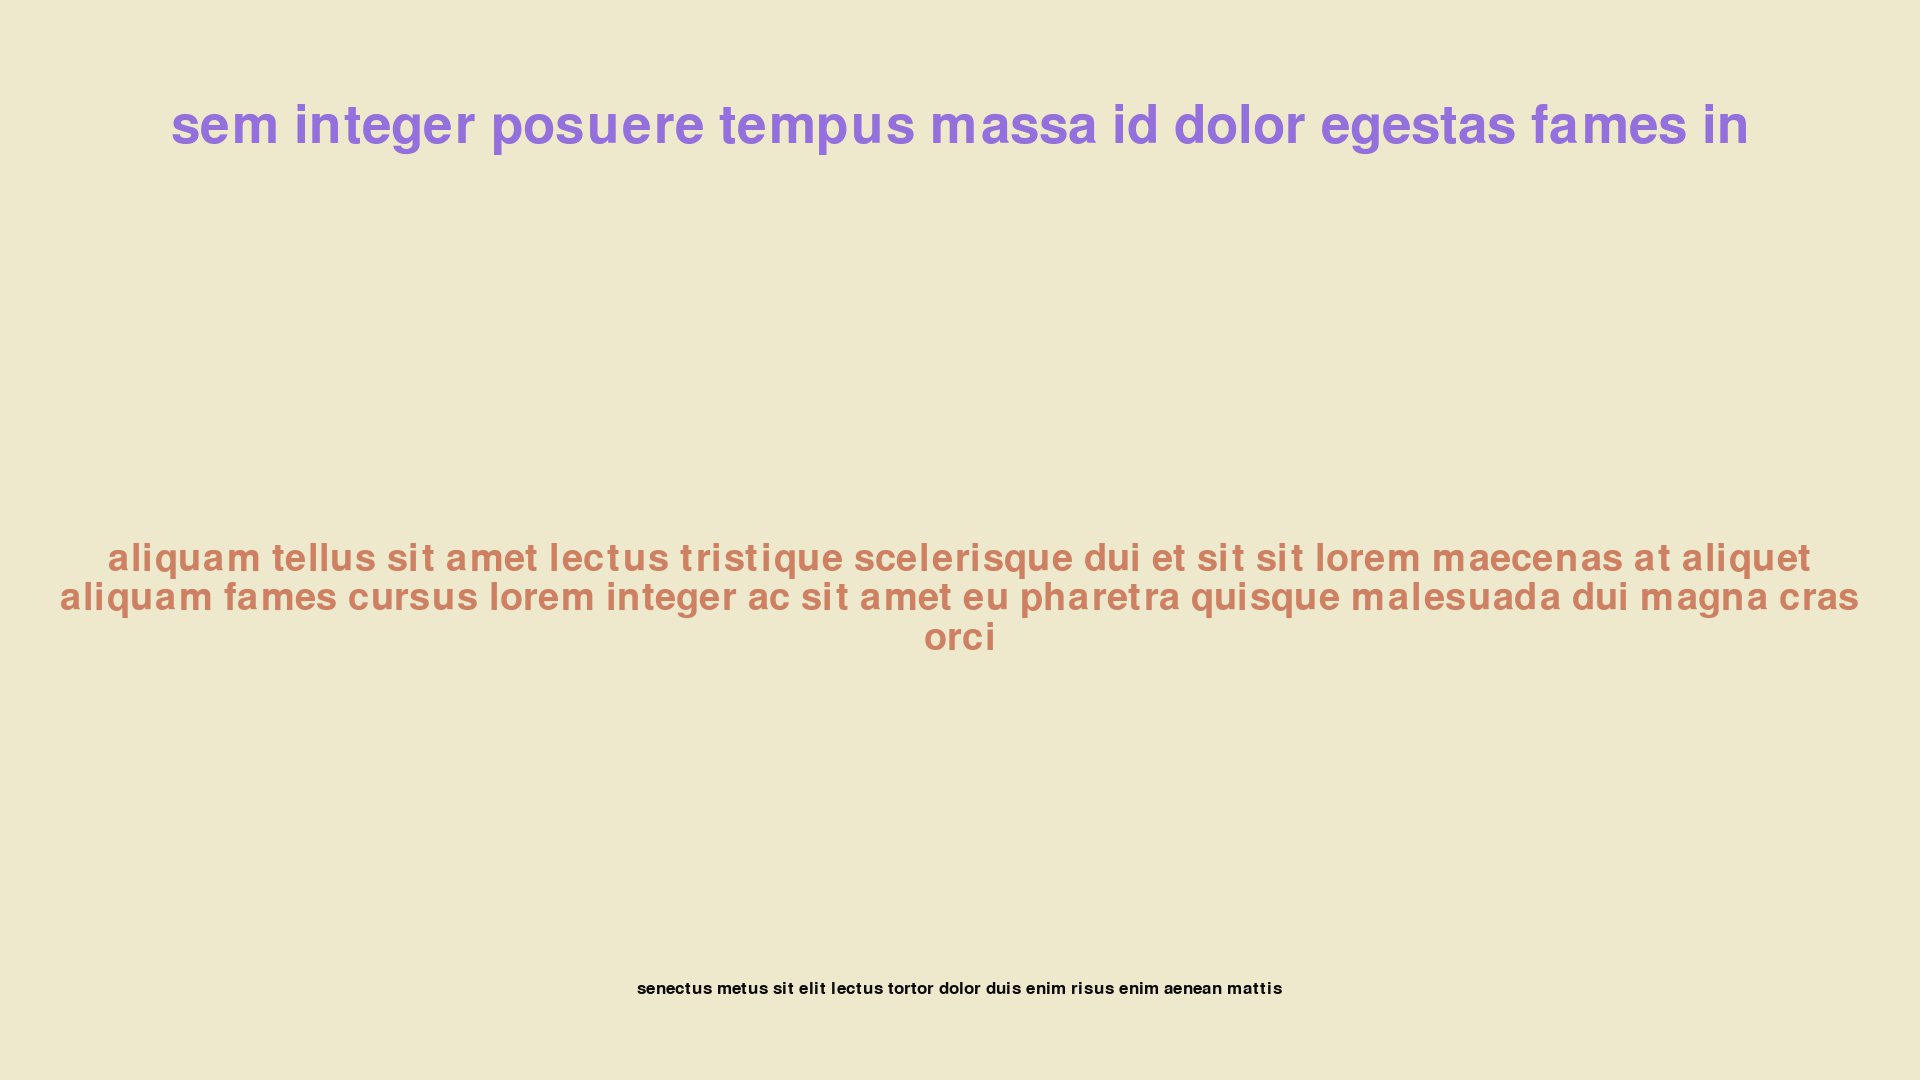 sem integer posuere tempus massa id dolor egestas fames in
aliquam tellus sit amet lectus tristique scelerisque dui et sit sit lorem maecenas at aliquet
aliquam fames cursus lorem integer ac sit amet eu pharetra quisque malesuada dui magna cras
orci
senectus metus sit elit lectus tortor dolor duis enim risus enim aenean mattis